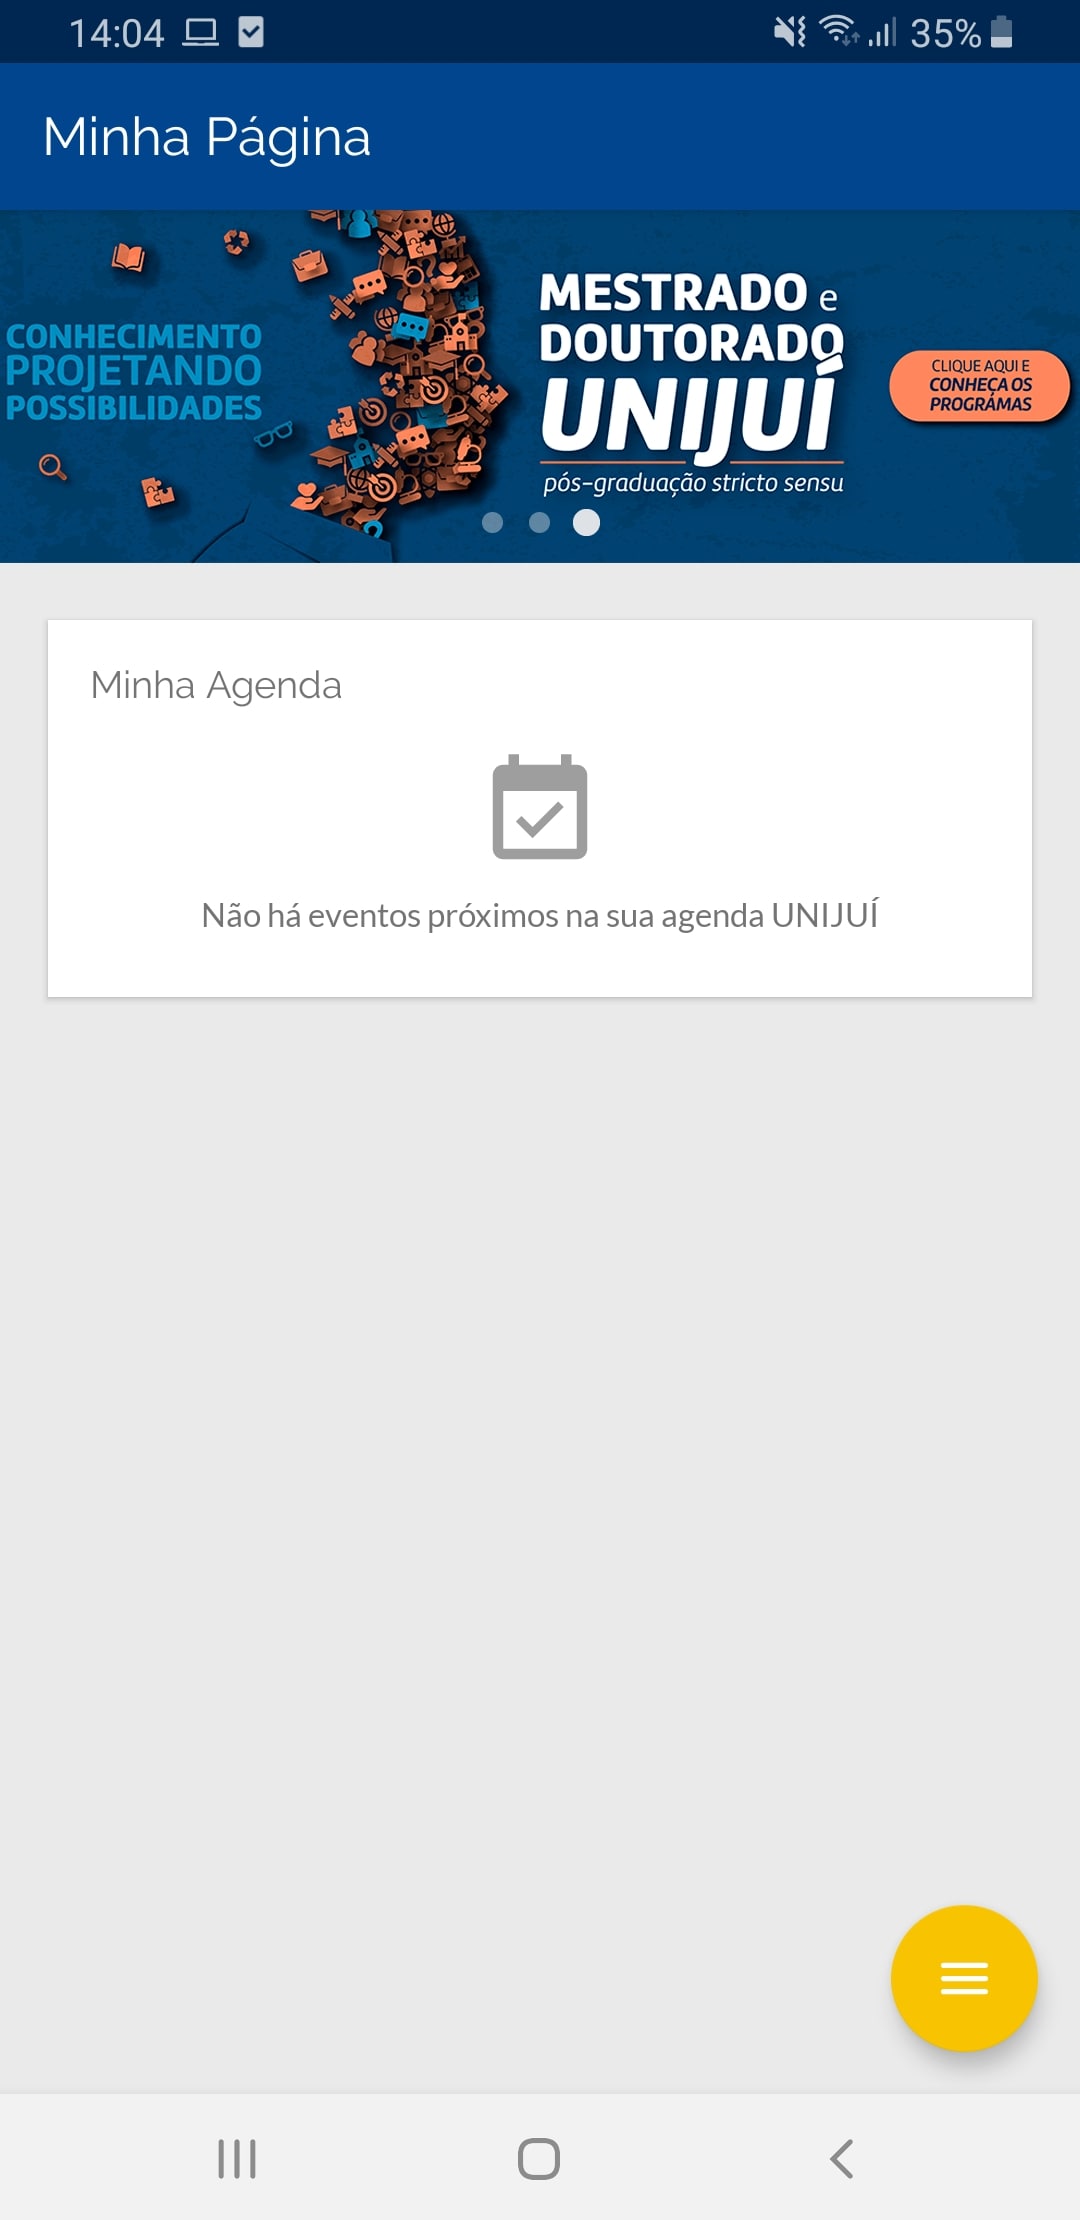 14:04
35%
Minha Página
CONHECIMENTO
PROJETANDO
POSSIBILIDADES
MESTRADO e
DOUTORADO
UNIJUÍ
pós-graduação stricto sensu
CLIQUE AQUI E
CONHEÇA OS
PROGRAMAS
Minha Agenda
Não há eventos próximos na sua agenda UNIJUÍ